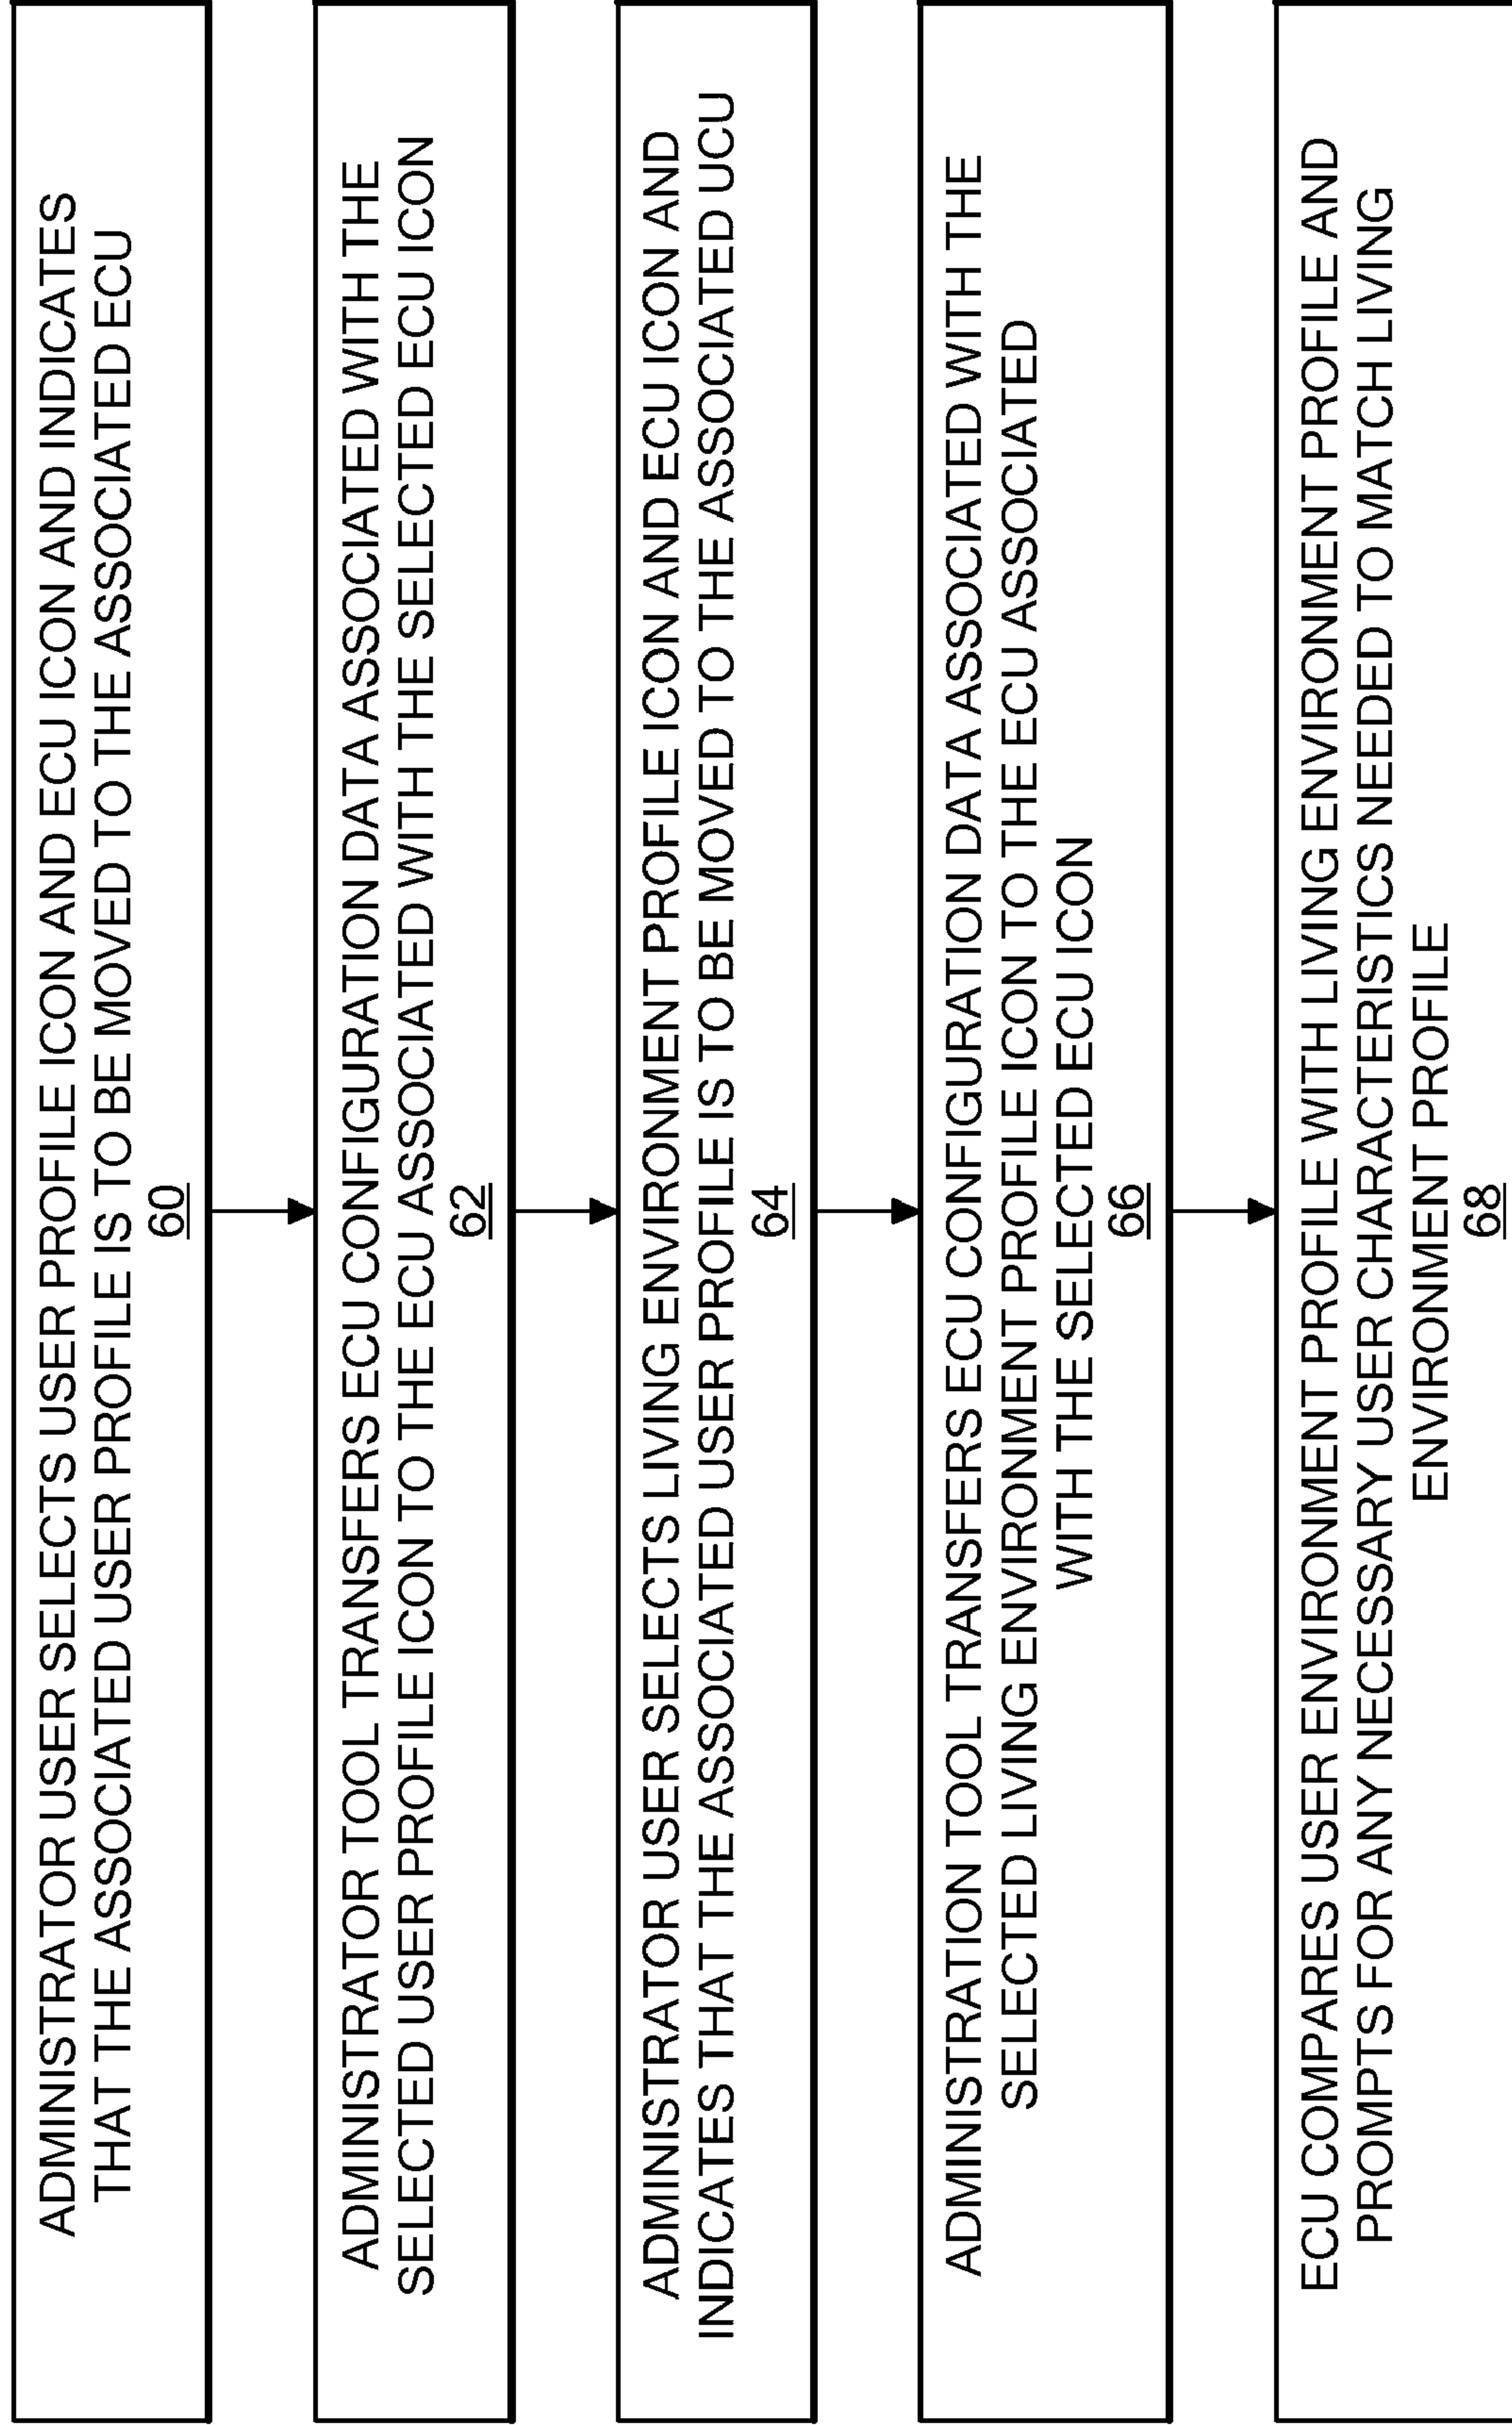 ADMINISTRATOR USER SELECTS USER PROFILE ICON AND ECU ICON AND INDICATES
THAT THE ASSOCIATED USER PROFILE IS TO BE MOVED TO THE ASSOCIATED ECU
60
ADMINISTRATOR TOOL TRANSFERS ECU CONFIGURATION DATA ASSOCIATED WITH THE
SELECTED USER PROFILE ICON TO THE ECU ASSOCIATED WITH THE SELECTED ECU ICON
62
ADMINISTRATOR USER SELECTS LIVING ENVIRONMENT PROFILE ICON AND ECU ICON AND
INDICATES THAT THE ASSOCIATED USER PROFILE IS TO BE MOVED TO THE ASSOCIATED UCU
64
ADMINISTRATION TOOL TRANSFERS ECU CONFIGURATION DATA ASSOCIATED WITH THE
SELECTED LIVING ENVIRONMENT PROFILE ICON TO THE ECU ASSOCIATED
WITH THE SELECTED ECU ICON
66
ECU COMPARES USER ENVIRONMENT PROFILE WITH LIVING ENVIRONMENT PROFILE AND
PROMPTS FOR ANY NECESSARY USER CHARACTERISTICS NEEDED TO MATCH LIVING
ENVIRONMENT PROFILE
68